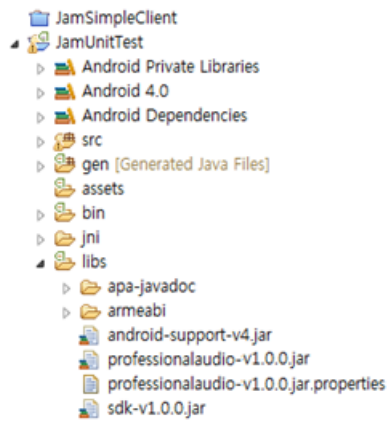 JamSimpleClient
JamUnitTest
Android Private Libraries
Android 4.0
Android Dependencies
src
gen [Generated Java Files]
assets
bin
jni
libs
apa-javadoc
armeabi
android-support-v4.jar
professionalaudio-v1.0.0.jar
professionalaudio-v1.0.0.jar.properties
sdk-v1.0.0.jar